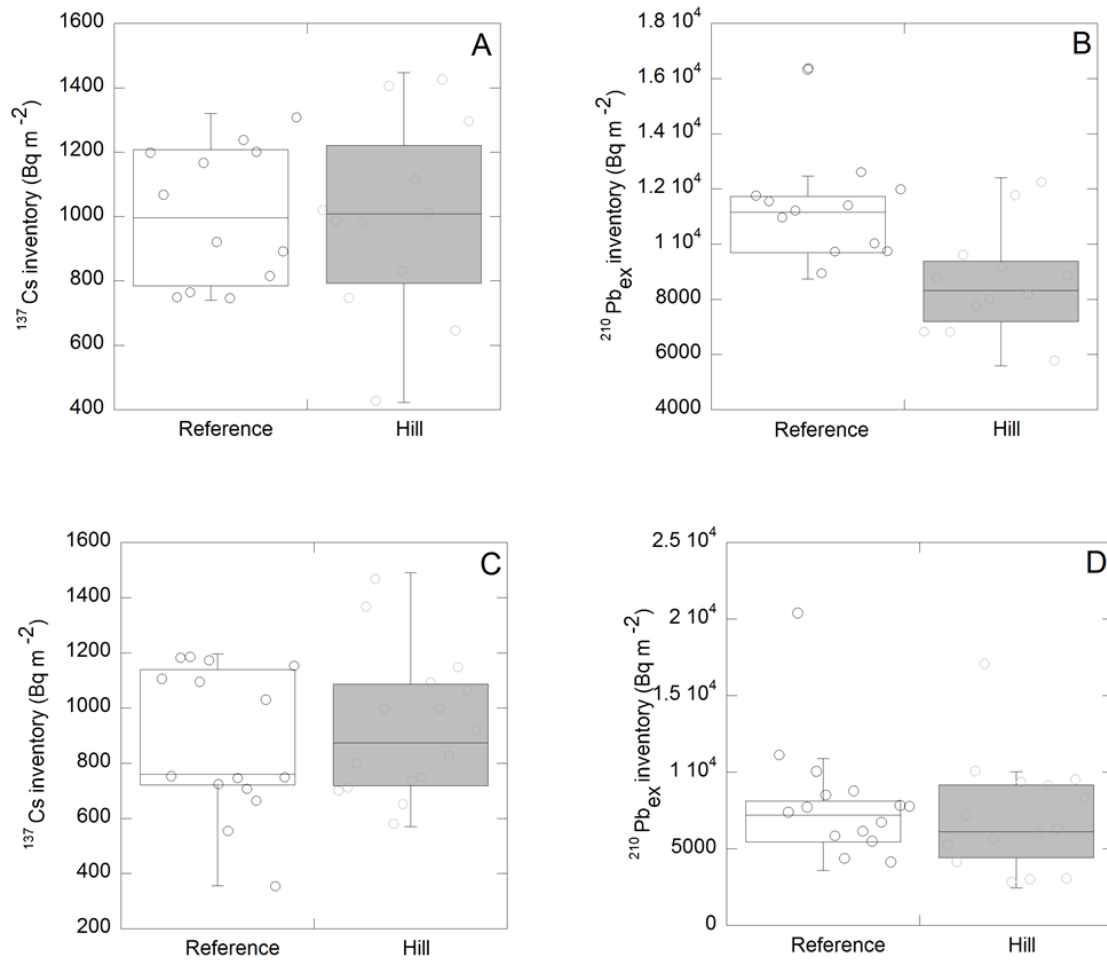 A
1600
1400
1200
1000
800
600
400
137Cs inventory (Bq m-2)
Reference
Hill
B
1.8 10^4
1.6 10^4
1.4 10^4
1.2 10^4
1 10^4
8000
6000
4000
210Pbex inventory (Bq m-2)
Reference
Hill
C
1600
1400
1200
1000
800
600
400
200
137Cs inventory (Bq m-2)
Reference
Hill
D
2.5 10^4
2 10^4
1.5 10^4
1 10^4
5000
0
210Pbex inventory (Bq m-2)
Reference
Hill